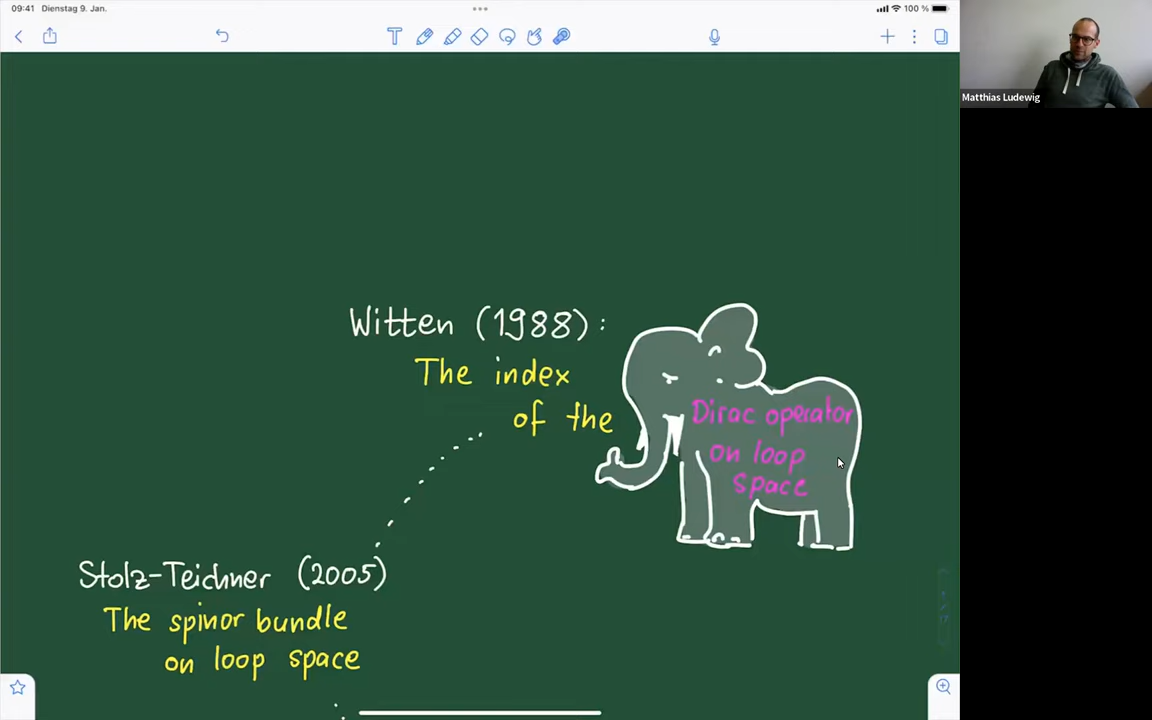 09:41 Dienstag 9. Jan.
100 %
Matthias Ludewig
Witten (1988):
The index
of the
Dirac operator
on loop
space
Stolz-Teichner (2005)
The spinor bundle
on loop space